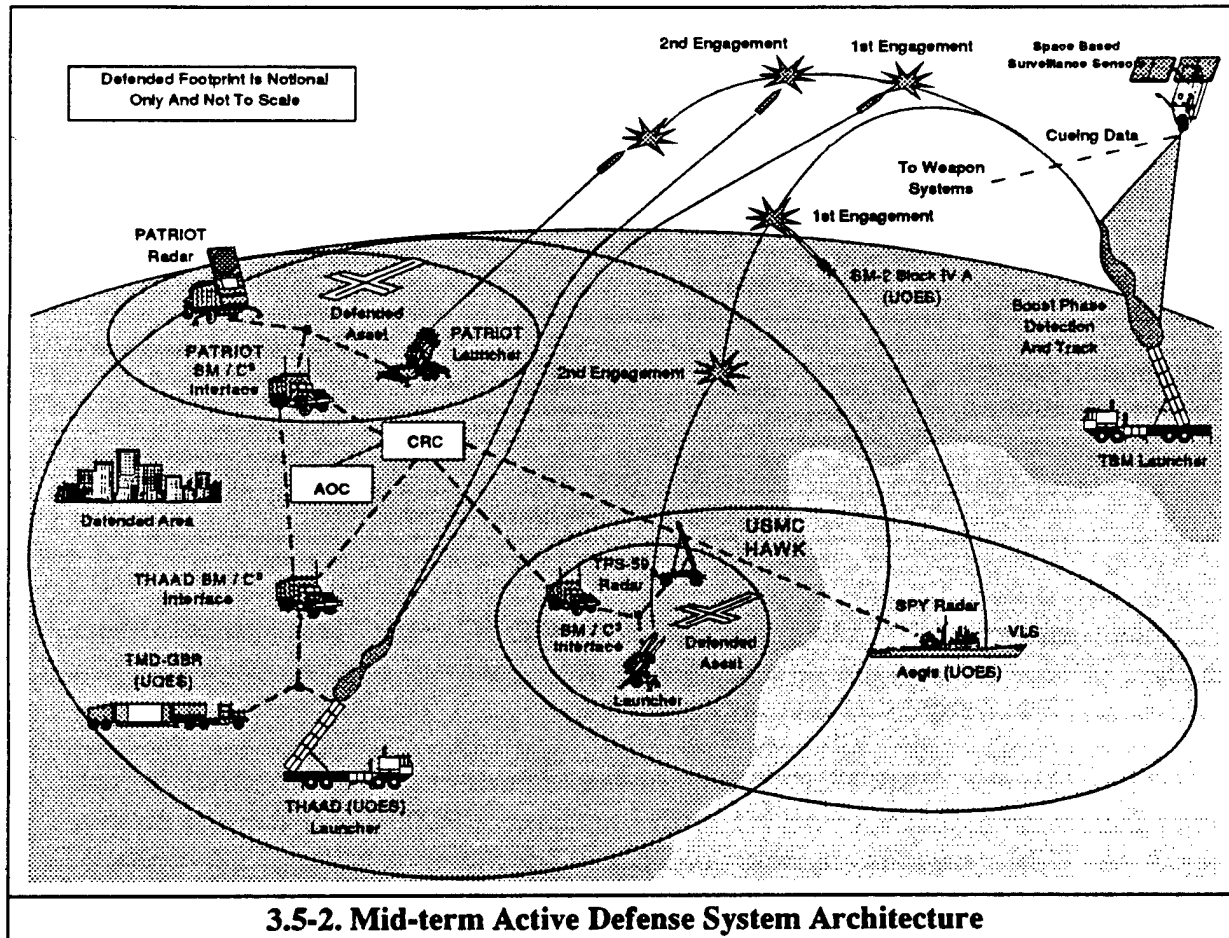 2nd Engagement
1st Engagement
Space Based
Surveillance Sensors
Defended Footprint Is Notional
Only And Not To Scale
Cueing Data
To Weapon
Systems
1st Engagement
PATRIOT
Radar
SM-2 Block IV A
(UOES)
Defended
Asset
PATRIOT
Launcher
Boost Phase
Detection
And Track
PATRIOT
BM / C³
Interface
2nd Engagement
CRC
TBM Launcher
AOC
Defended Area
USMC
HAWK
THAAD BM / C³
Interface
TPS-59
Radar
SPY Radar
VLS
BM / C³
Interface
Defended
Asset
Aegis (UOES)
TMD-GBR
(UOES)
Launcher
THAAD (UOES)
Launcher
3.5-2. Mid-term Active Defense System Architecture